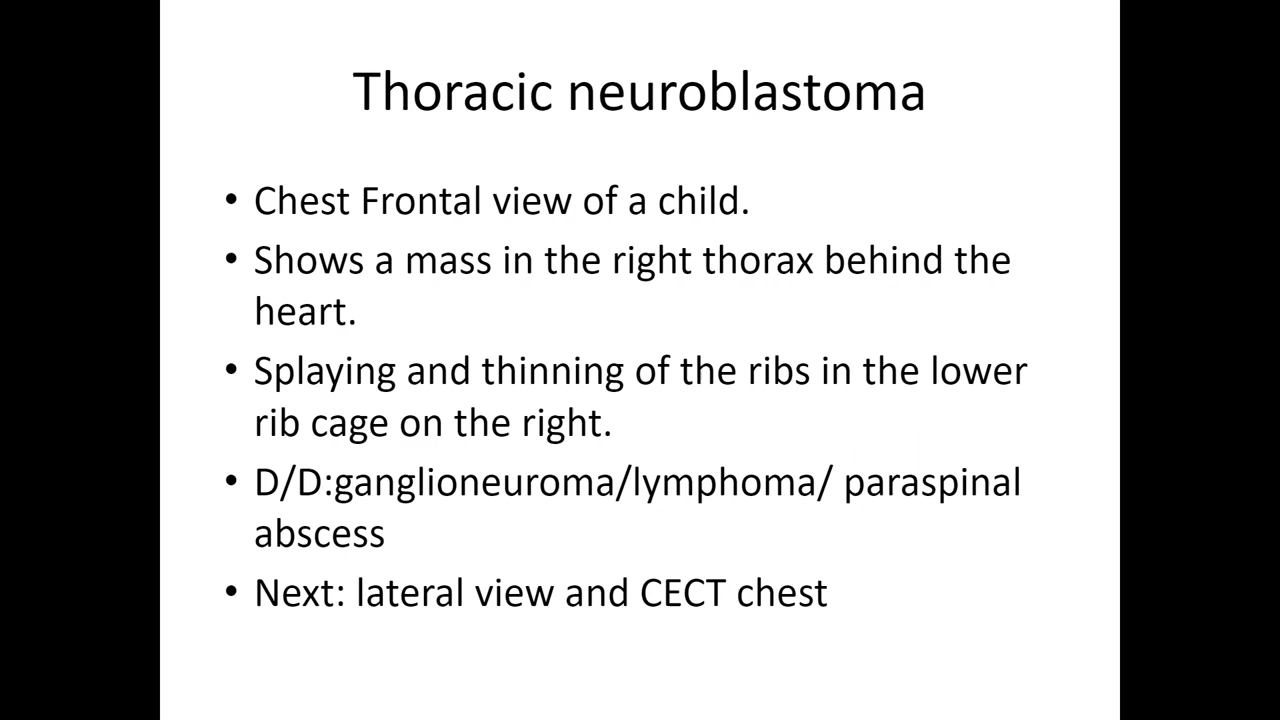 Thoracic neuroblastoma
• Chest Frontal view of a child.
• Shows a mass in the right thorax behind the
heart.
• Splaying and thinning of the ribs in the lower
rib cage on the right.
• D/D:ganglioneuroma/lymphoma/ paraspinal
abscess
• Next: lateral view and CECT chest